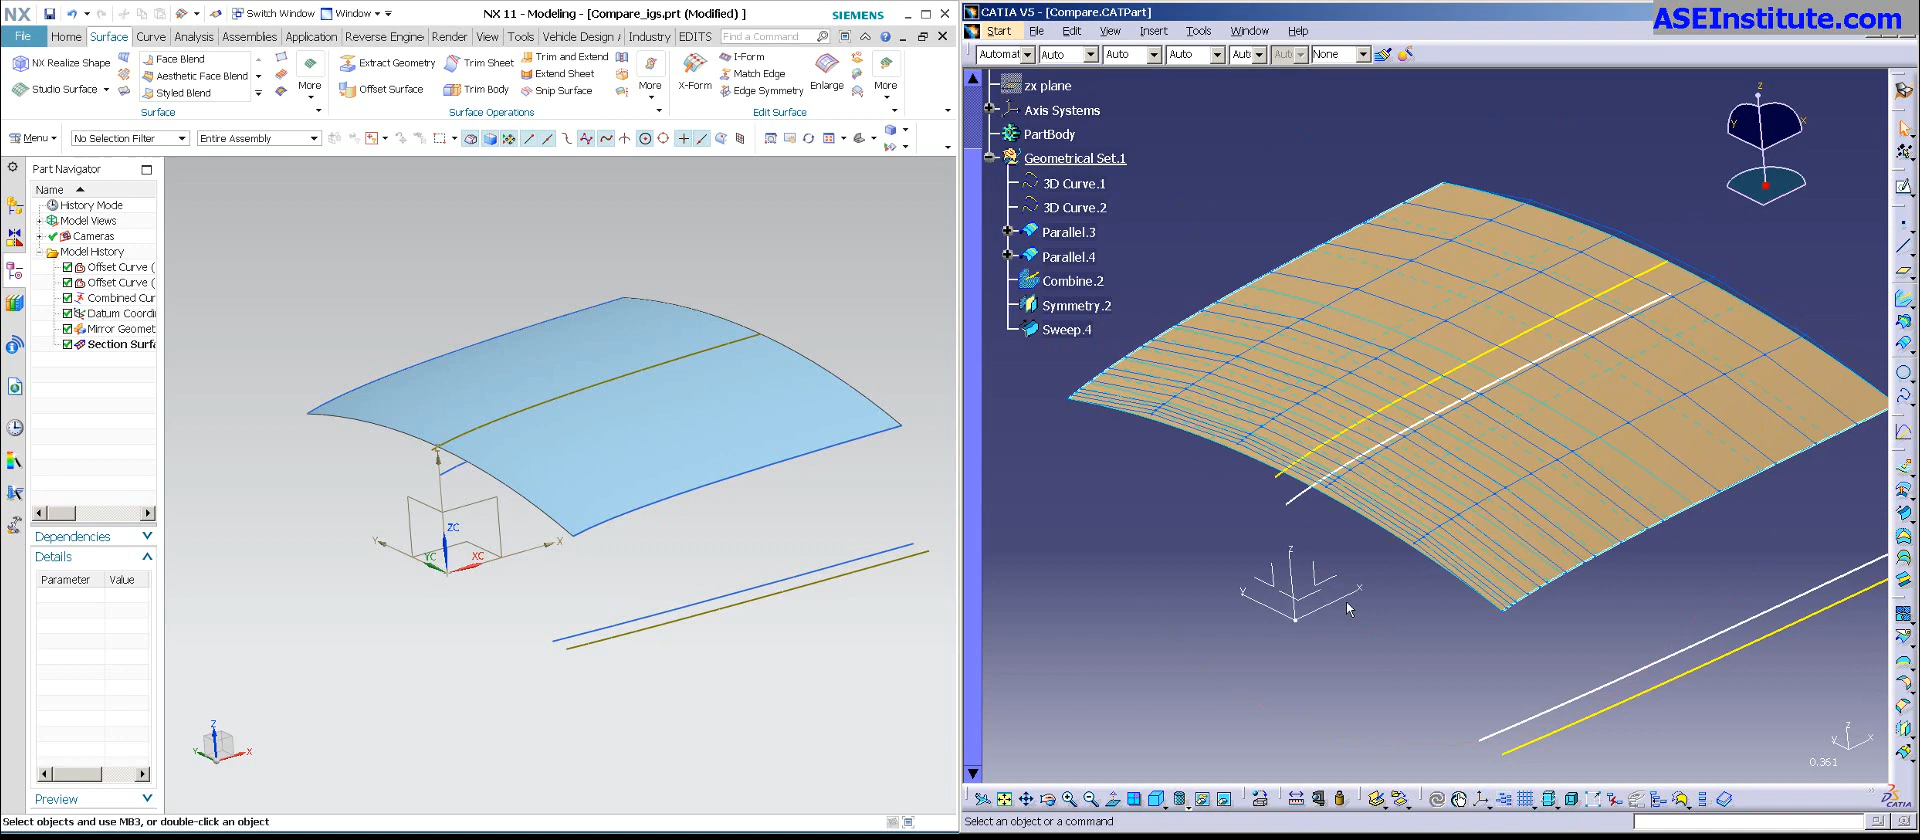 NX
Switch Window
Window
NX 11 - Modeling - [Compare_igs.prt (Modified) ]
SIEMENS
File
Home
Surface
Curve
Analysis
Assemblies
Application
Reverse Engineering
Render
View
Tools
Vehicle Design
Industry
EDITS
Find a Command
NX Realize Shape
Studio Surface
Face Blend
Aesthetic Face Blend
Styled Blend
More
Surface
Extract Geometry
Offset Surface
Trim Sheet
Trim Body
Trim and Extend
Extend Sheet
Snip Surface
More
Surface Operations
X-Form
I-Form
Match Edge
Edge Symmetry
Enlarge
More
Edit Surface
Menu
No Selection Filter
Entire Assembly
Part Navigator
Name
History Mode
Model Views
Cameras
Model History
Offset Curve (
Offset Curve (
Combined Cur
Datum Coordi
Mirror Geomet
Section Surfa
Dependencies
Details
Parameter
Value
Preview
ZC
YC
XC
Y
X
Z
Y
X
Select objects and use MB3, or double-click an object
CATIA V5 - [Compare.CATPart]
ASEInstitute.com
Start
File
Edit
View
Insert
Tools
Window
Help
Automat
Auto
Auto
Auto
Aut
Aut
None
zx plane
Axis Systems
PartBody
Geometrical Set.1
3D Curve.1
3D Curve.2
Parallel.3
Parallel.4
Combine.2
Symmetry.2
Sweep.4
z
y
x
z
y
x
z
y
x
0.361
CATIA
Select an object or a command